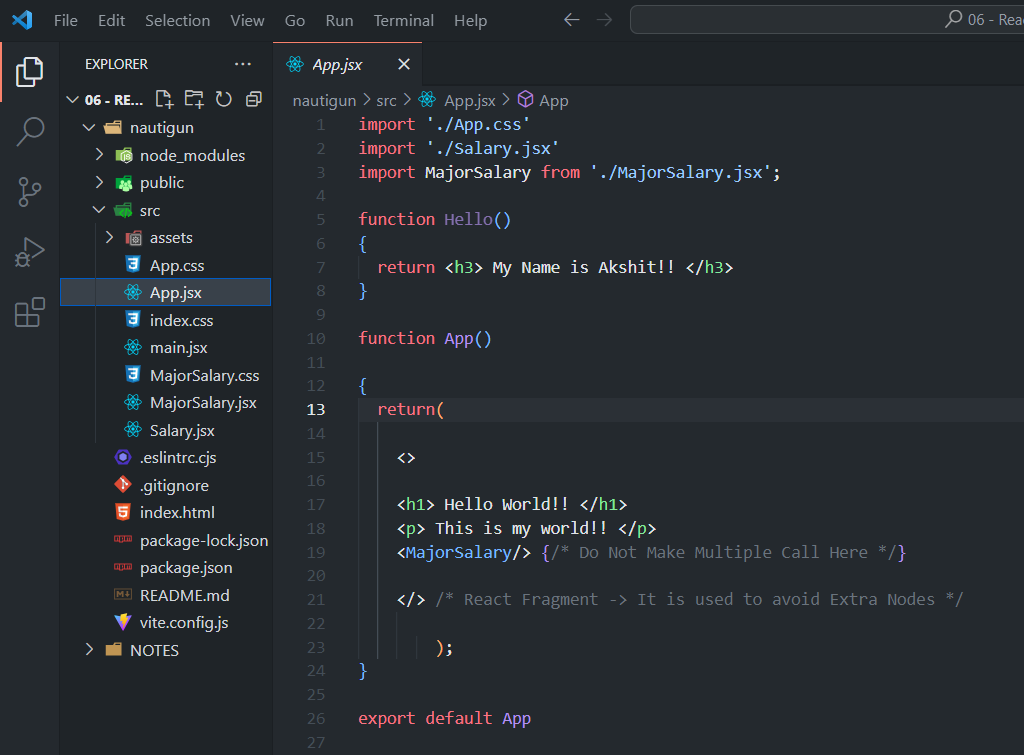 File Edit Selection View Go Run Terminal Help
06 - Rea
EXPLORER
06 - RE...
nautigun
node_modules
public
src
assets
App.css
App.jsx
index.css
main.jsx
MajorSalary.css
MajorSalary.jsx
Salary.jsx
.eslintrc.cjs
.gitignore
index.html
package-lock.json
package.json
README.md
vite.config.js
NOTES
App.jsx
nautigun > src > App.jsx > App
1 import './App.css'
2 import './Salary.jsx'
3 import MajorSalary from './MajorSalary.jsx';
4
5 function Hello()
6 {
7 return <h3> My Name is Akshit!! </h3>
8 }
9
10 function App()
11
12 {
13 return(
14
15 <>
16
17 <h1> Hello World!! </h1>
18 <p> This is my world!! </p>
19 <MajorSalary/> {/* Do Not Make Multiple Call Here */}
20
21 </> /* React Fragment -> It is used to avoid Extra Nodes */
22
23 );
24 }
25
26 export default App
27